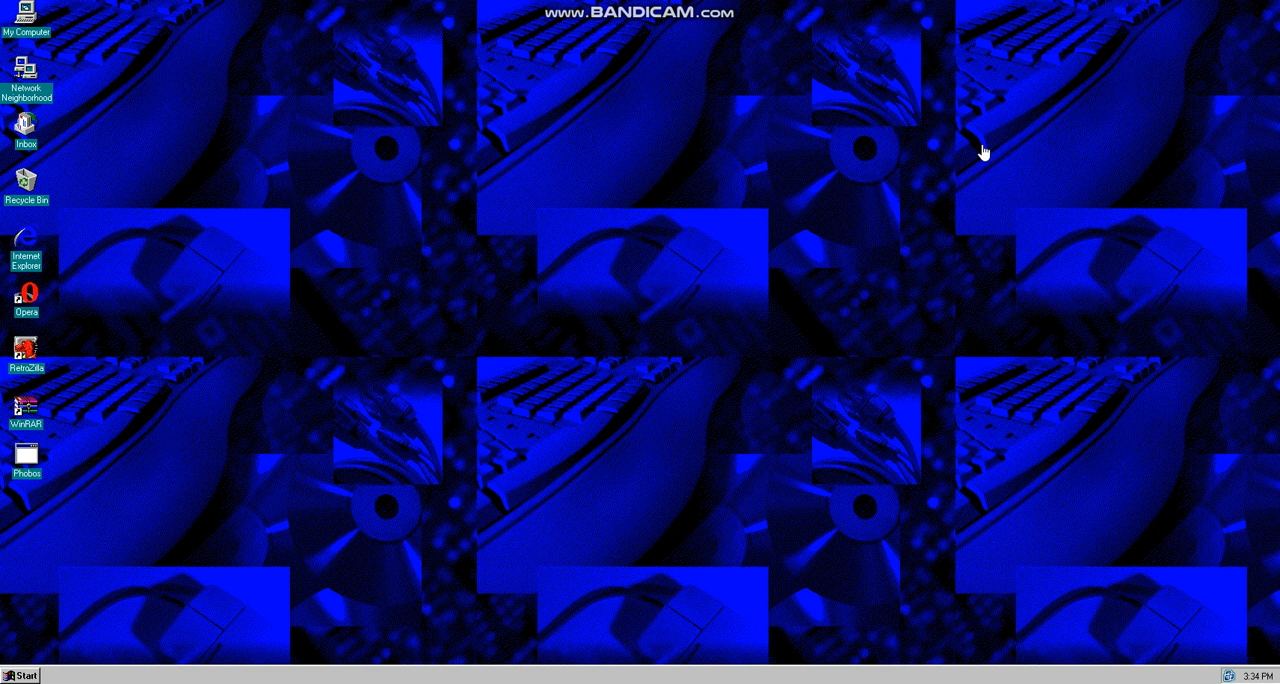 www.BANDICAM.com
My Computer
Network
Neighborhood
Inbox
Recycle Bin
Internet
Explorer
Opera
RetroZilla
WinRAR
Phobos
Start
3:34 PM